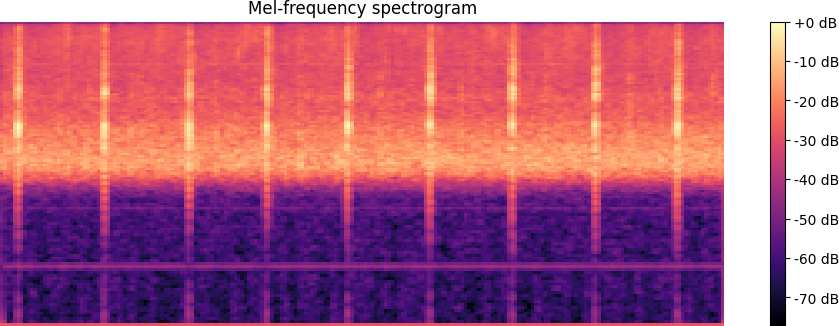 Mel-frequency spectrogram
+0 dB
-10 dB
-20 dB
-30 dB
-40 dB
-50 dB
-60 dB
-70 dB